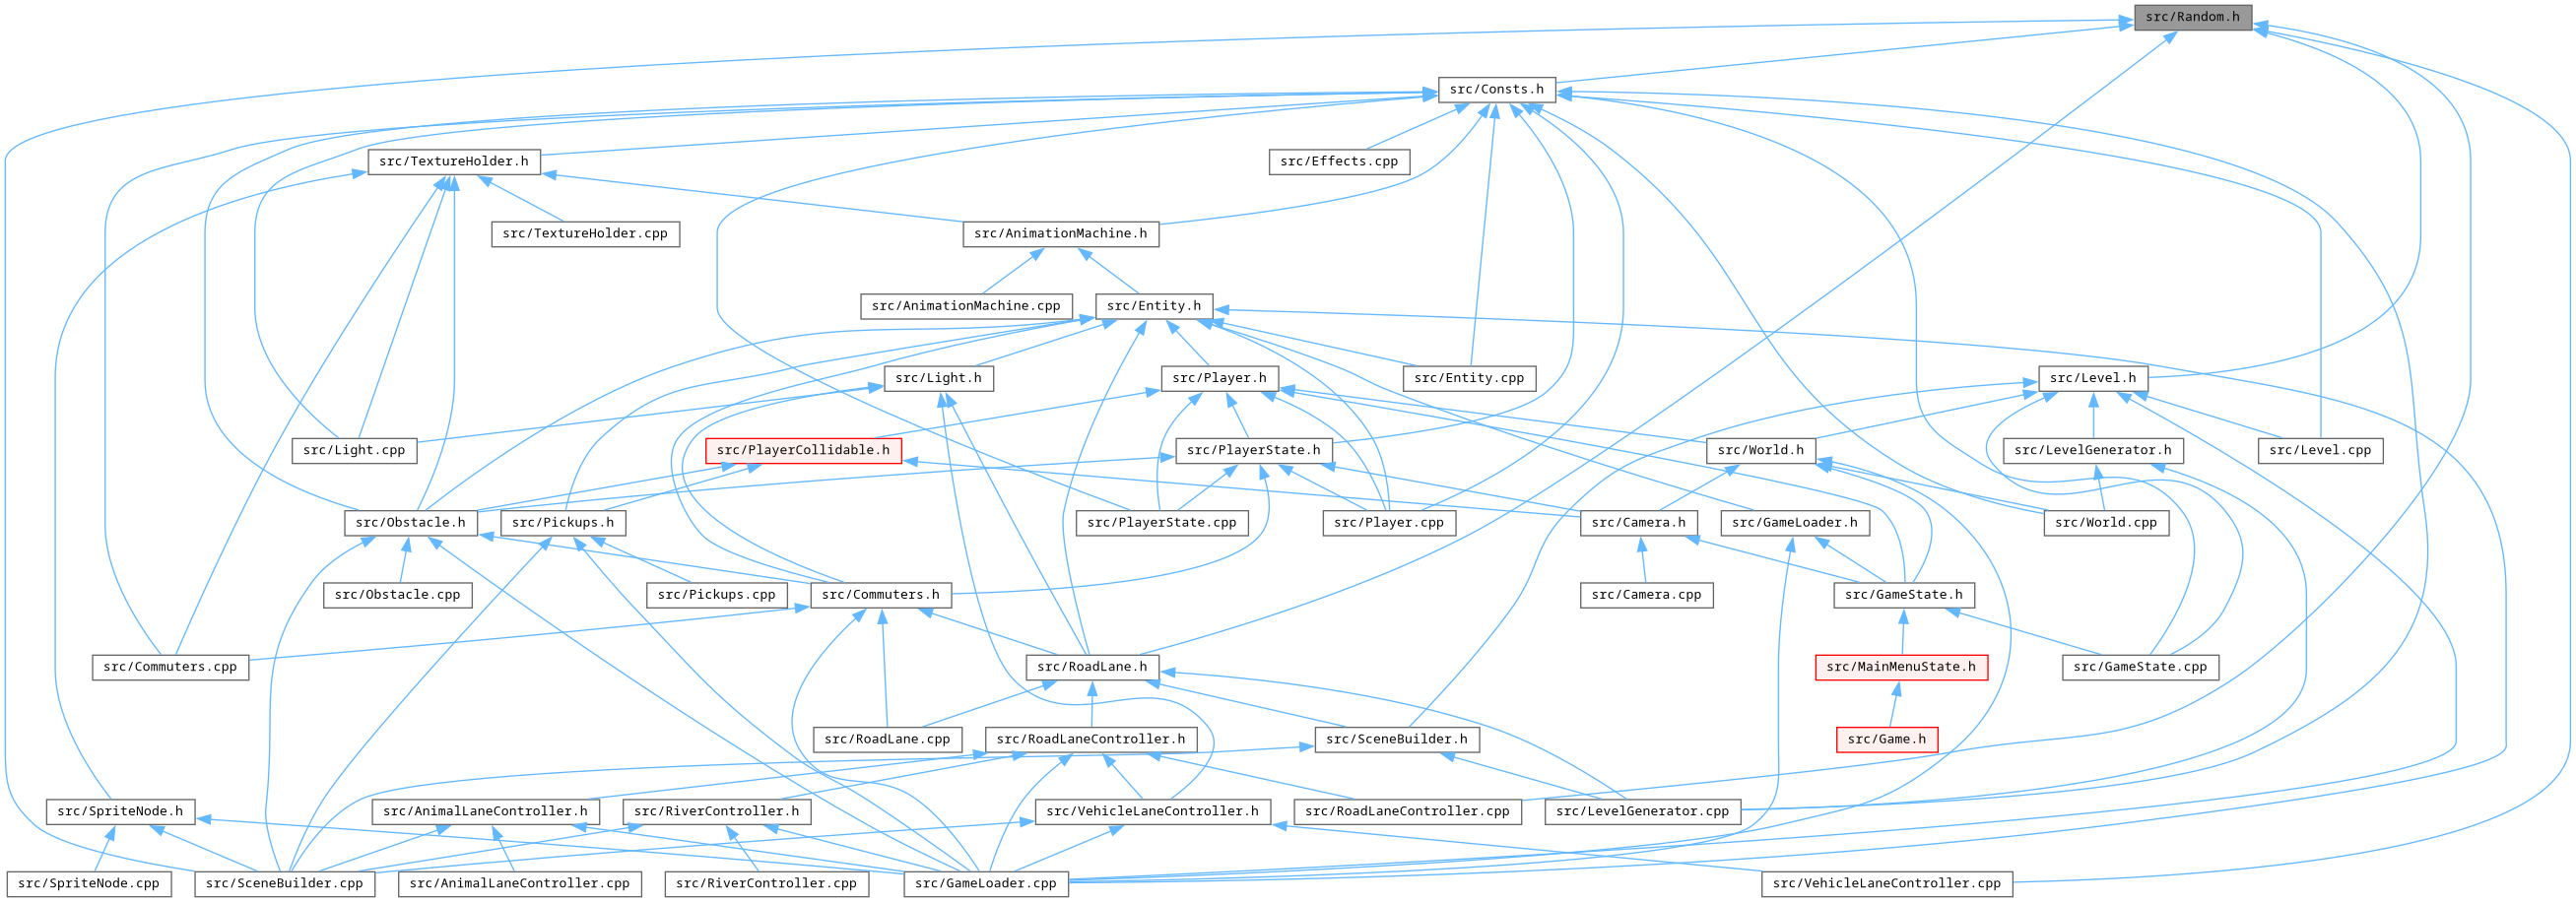 src/Random.h
src/Consts.h
src/TextureHolder.h
src/Effects.cpp
src/TextureHolder.cpp
src/AnimationMachine.h
src/AnimationMachine.cpp
src/Entity.h
src/Light.h
src/Player.h
src/Entity.cpp
src/Level.h
src/Light.cpp
src/PlayerCollidable.h
src/PlayerState.h
src/World.h
src/LevelGenerator.h
src/Level.cpp
src/Obstacle.h
src/Pickups.h
src/PlayerState.cpp
src/Player.cpp
src/Camera.h
src/GameLoader.h
src/World.cpp
src/Obstacle.cpp
src/Pickups.cpp
src/Commuters.h
src/Camera.cpp
src/GameState.h
src/Commuters.cpp
src/RoadLane.h
src/MainMenuState.h
src/GameState.cpp
src/RoadLane.cpp
src/RoadLaneController.h
src/SceneBuilder.h
src/Game.h
src/SpriteNode.h
src/AnimalLaneController.h
src/RiverController.h
src/VehicleLaneController.h
src/RoadLaneController.cpp
src/LevelGenerator.cpp
src/SpriteNode.cpp
src/SceneBuilder.cpp
src/AnimalLaneController.cpp
src/RiverController.cpp
src/GameLoader.cpp
src/VehicleLaneController.cpp